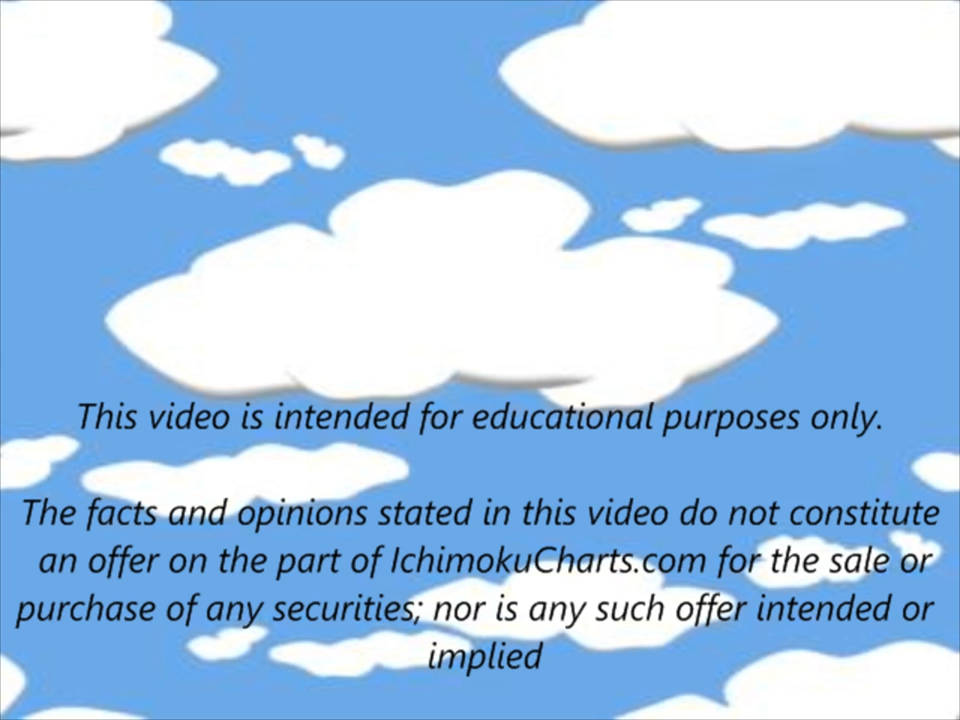 This video is intended for educational purposes only.
The facts and opinions stated in this video do not constitute
an offer on the part of IchimokuCharts.com for the sale or
purchase of any securities; nor is any such offer intended or
implied